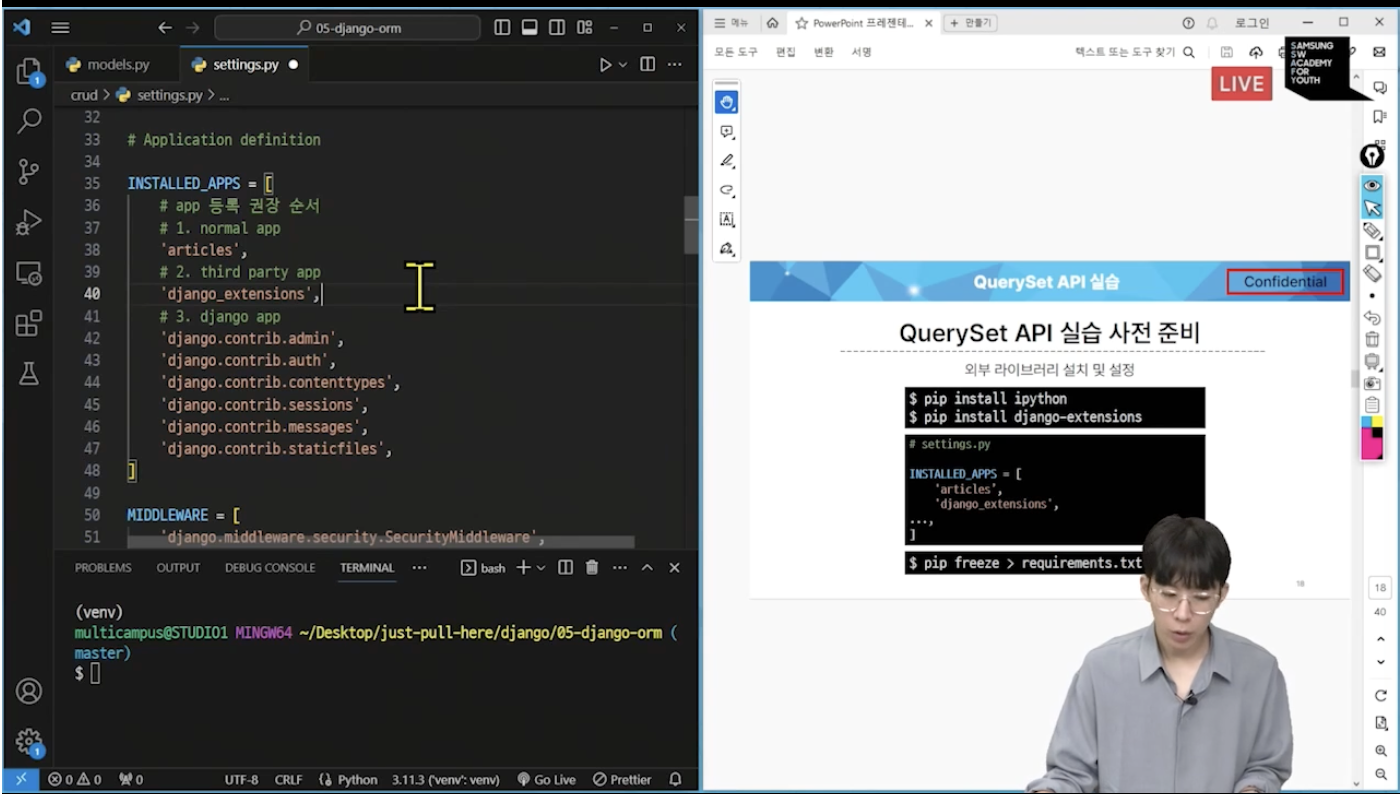 05-django-orm
models.py
settings.py
crud > settings.py > ...
32
33 # Application definition
34
35 INSTALLED_APPS = [
36 # app 등록 권장 순서
37 # 1. normal app
38 'articles',
39 # 2. third party app
40 'django_extensions',
41 # 3. django app
42 'django.contrib.admin',
43 'django.contrib.auth',
44 'django.contrib.contenttypes',
45 'django.contrib.sessions',
46 'django.contrib.messages',
47 'django.contrib.staticfiles',
48 ]
49
50 MIDDLEWARE = [
51 'django.middleware.security.SecurityMiddleware',
PROBLEMS OUTPUT DEBUG CONSOLE TERMINAL ... bash
(venv)
multicampus@STUDIO1 MINGW64 ~/Desktop/just-pull-here/django/05-django-orm (
master)
$
1
1
0 0 0 UTF-8 CRLF Python 3.11.3 ('venv': venv) Go Live Prettier
메뉴 PowerPoint 프레젠테... + 만들기 로그인
모든 도구 편집 변환 서명 텍스트 또는 도구 찾기
LIVE
SAMSUNG
SW
ACADEMY
FOR
YOUTH
QuerySet API 실습
Confidential
QuerySet API 실습 사전 준비
외부 라이브러리 설치 및 설정
$ pip install ipython
$ pip install django-extensions
# settings.py
INSTALLED_APPS = [
'articles',
'django_extensions',
...,
]
$ pip freeze > requirements.txt
18
18
40